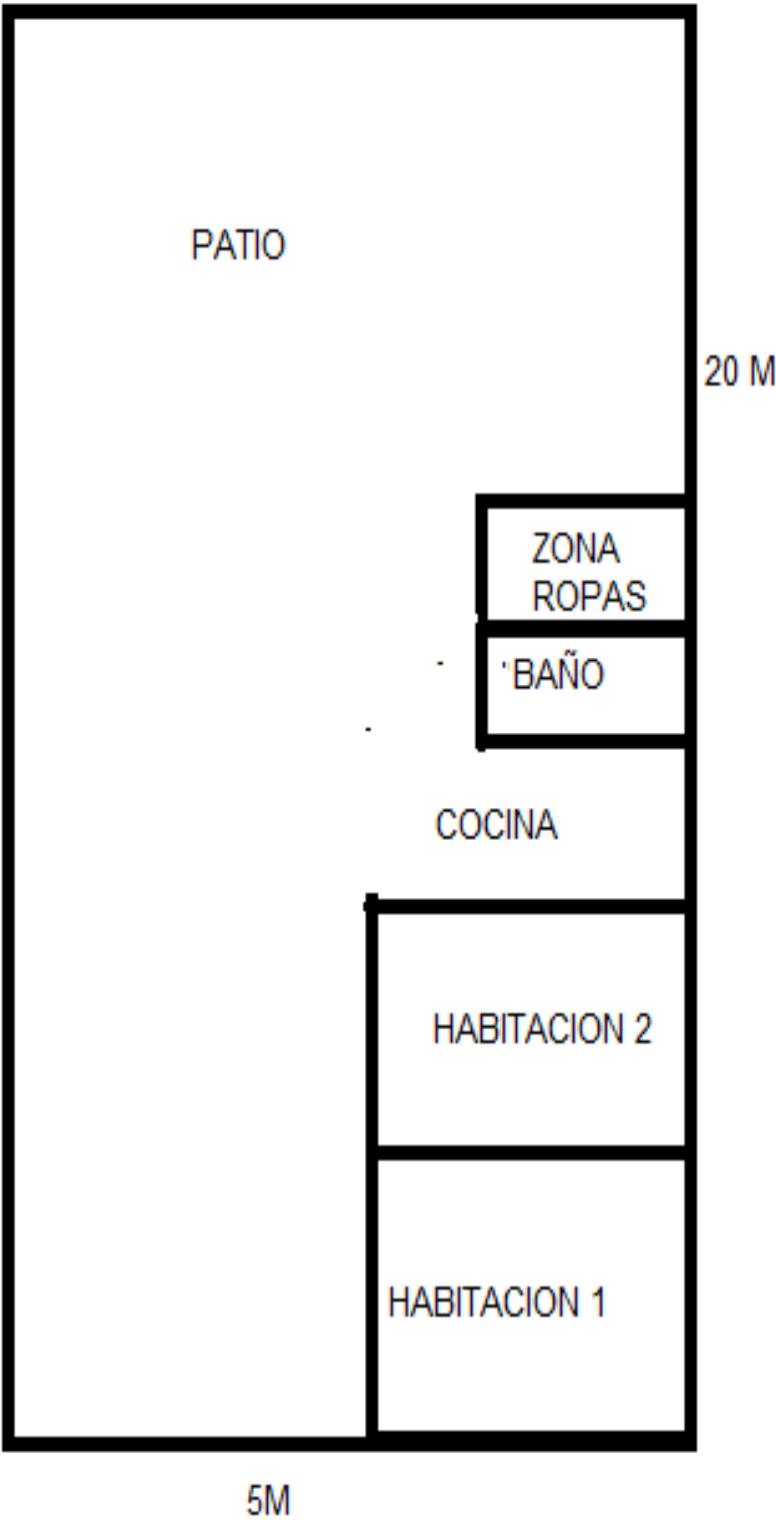 PATIO
20 M
ZONA
ROPAS
BAÑO
COCINA
HABITACION 2
HABITACION 1
5M